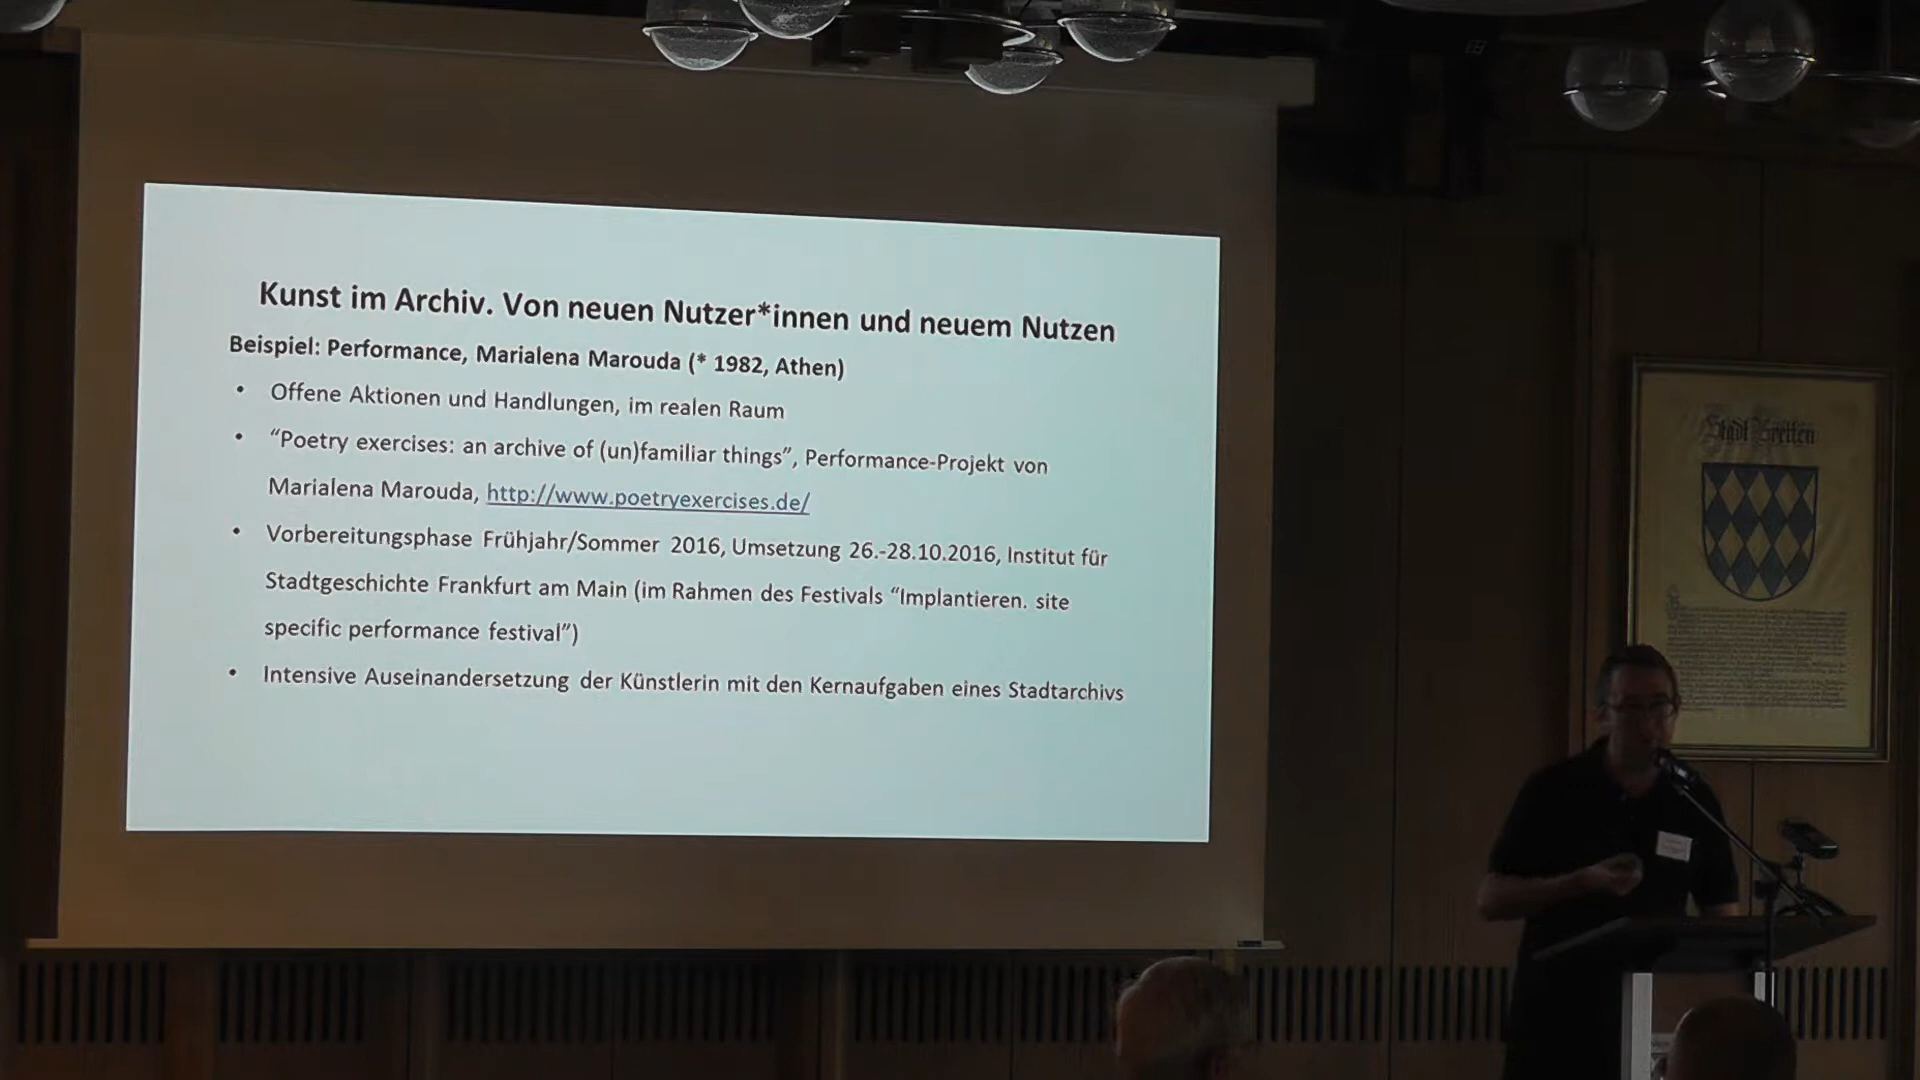 Kunst im Archiv. Von neuen Nutzer*innen und neuem Nutzen
Beispiel: Performance, Marialena Marouda (* 1982, Athen)
• Offene Aktionen und Handlungen, im realen Raum
• “Poetry exercises: an archive of (un)familiar things”, Performance-Projekt von
Marialena Marouda, http://www.poetryexercises.de/
• Vorbereitungsphase Frühjahr/Sommer 2016, Umsetzung 26.-28.10.2016, Institut für
Stadtgeschichte Frankfurt am Main (im Rahmen des Festivals “Implantieren. site
specific performance festival”)
• Intensive Auseinandersetzung der Künstlerin mit den Kernaufgaben eines Stadtarchivs
Stadt Bretten